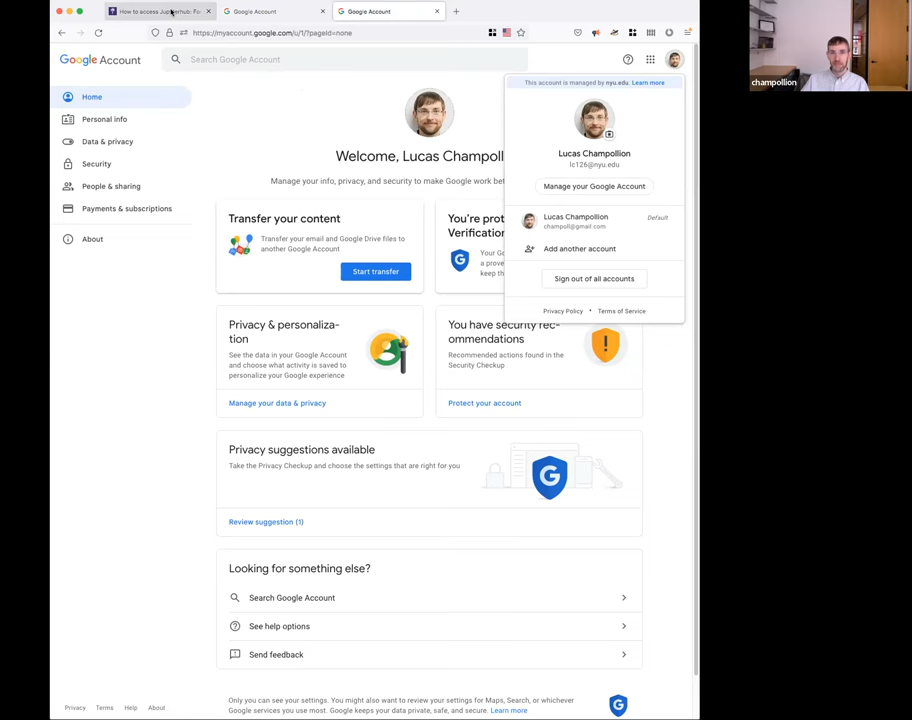 How to access Jupyterhub: Fo
Google Account
Google Account
https://myaccount.google.com/u/1/?pageId=none
Google Account
Search Google Account
champollion
This account is managed by nyu.edu. Learn more
Lucas Champollion
lc126@nyu.edu
Manage your Google Account
Lucas Champollion
Default
champoll@gmail.com
Add another account
Sign out of all accounts
Privacy Policy • Terms of Service
Home
Personal info
Data & privacy
Security
People & sharing
Payments & subscriptions
About
Welcome, Lucas Champoll
Manage your info, privacy, and security to make Google work be
Transfer your content
Transfer your email and Google Drive files to
another Google Account
Start transfer
You're prot
Verification
Your Go
a prove
keep th
Privacy & personaliza-
tion
See the data in your Google Account
and choose what activity is saved to
personalize your Google experience
Manage your data & privacy
You have security rec-
ommendations
Recommended actions found in the
Security Checkup
Protect your account
Privacy suggestions available
Take the Privacy Checkup and choose the settings that are right for you
Review suggestion (1)
Looking for something else?
Search Google Account
See help options
Send feedback
Only you can see your settings. You might also want to review your settings for Maps, Search, or whichever
Google services you use most. Google keeps your data private, safe, and secure. Learn more
Privacy Terms Help About